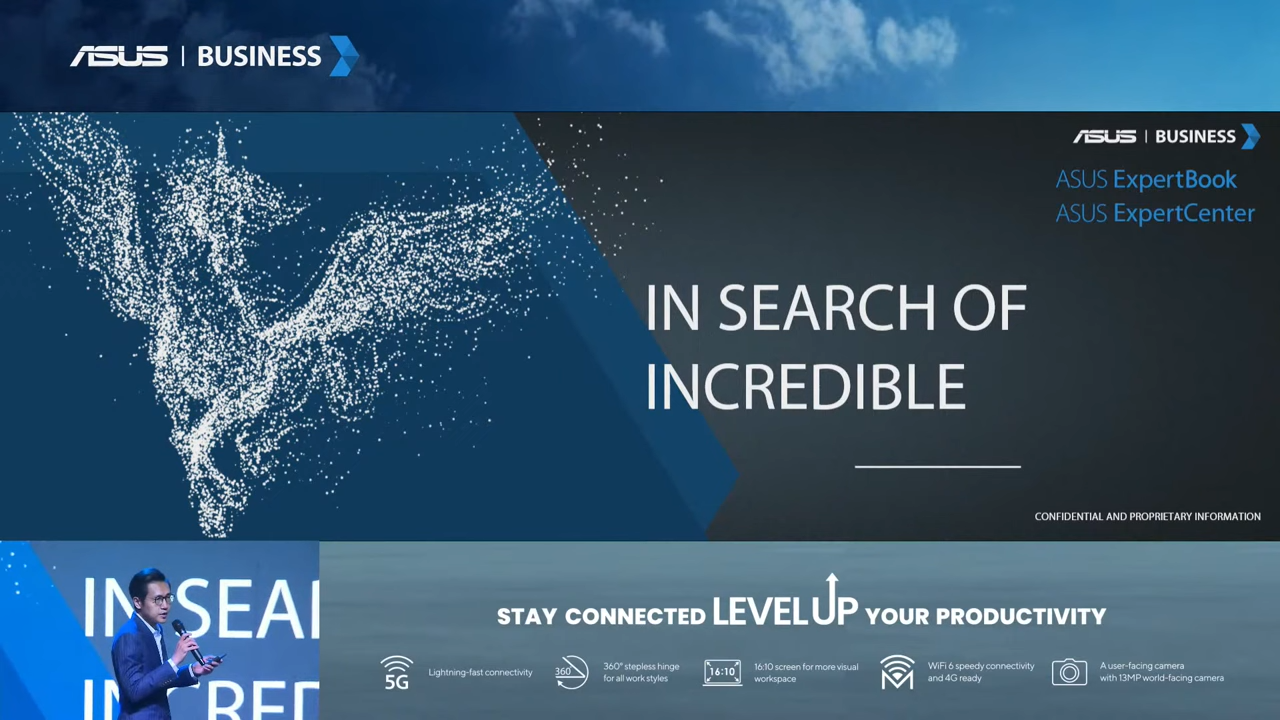 ASUS | BUSINESS
ASUS | BUSINESS
ASUS ExpertBook
ASUS ExpertCenter
IN SEARCH OF
INCREDIBLE
CONFIDENTIAL AND PROPRIETARY INFORMATION
IN SEA
INCRED
STAY CONNECTED LEVEL UP YOUR PRODUCTIVITY
5G
Lightning-fast connectivity
360
360° stepless hinge
for all work styles
16:10
16:10 screen for more visual
workspace
WiFi 6 speedy connectivity
and 4G ready
A user-facing camera
with 13MP world-facing camera